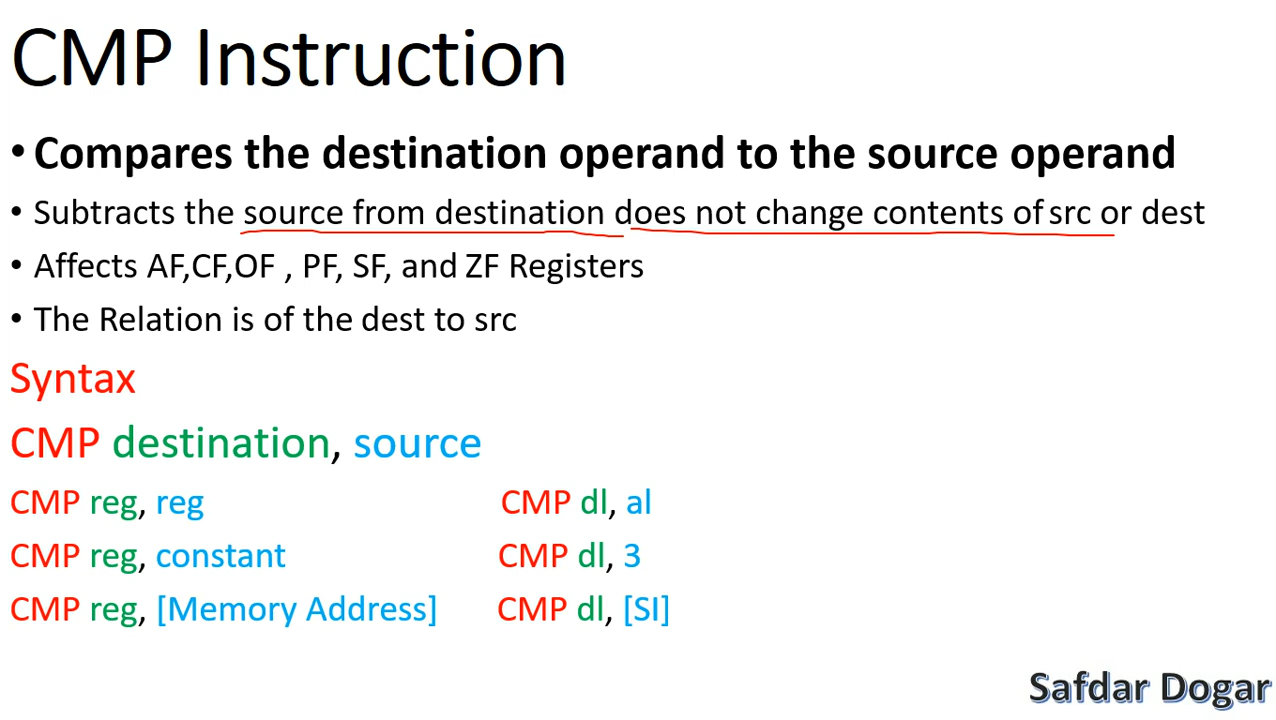 CMP Instruction
• Compares the destination operand to the source operand
• Subtracts the source from destination does not change contents of src or dest
• Affects AF,CF,OF , PF, SF, and ZF Registers
• The Relation is of the dest to src
Syntax
CMP destination, source
CMP reg, reg CMP dl, al
CMP reg, constant CMP dl, 3
CMP reg, [Memory Address] CMP dl, [SI]
Safdar Dogar